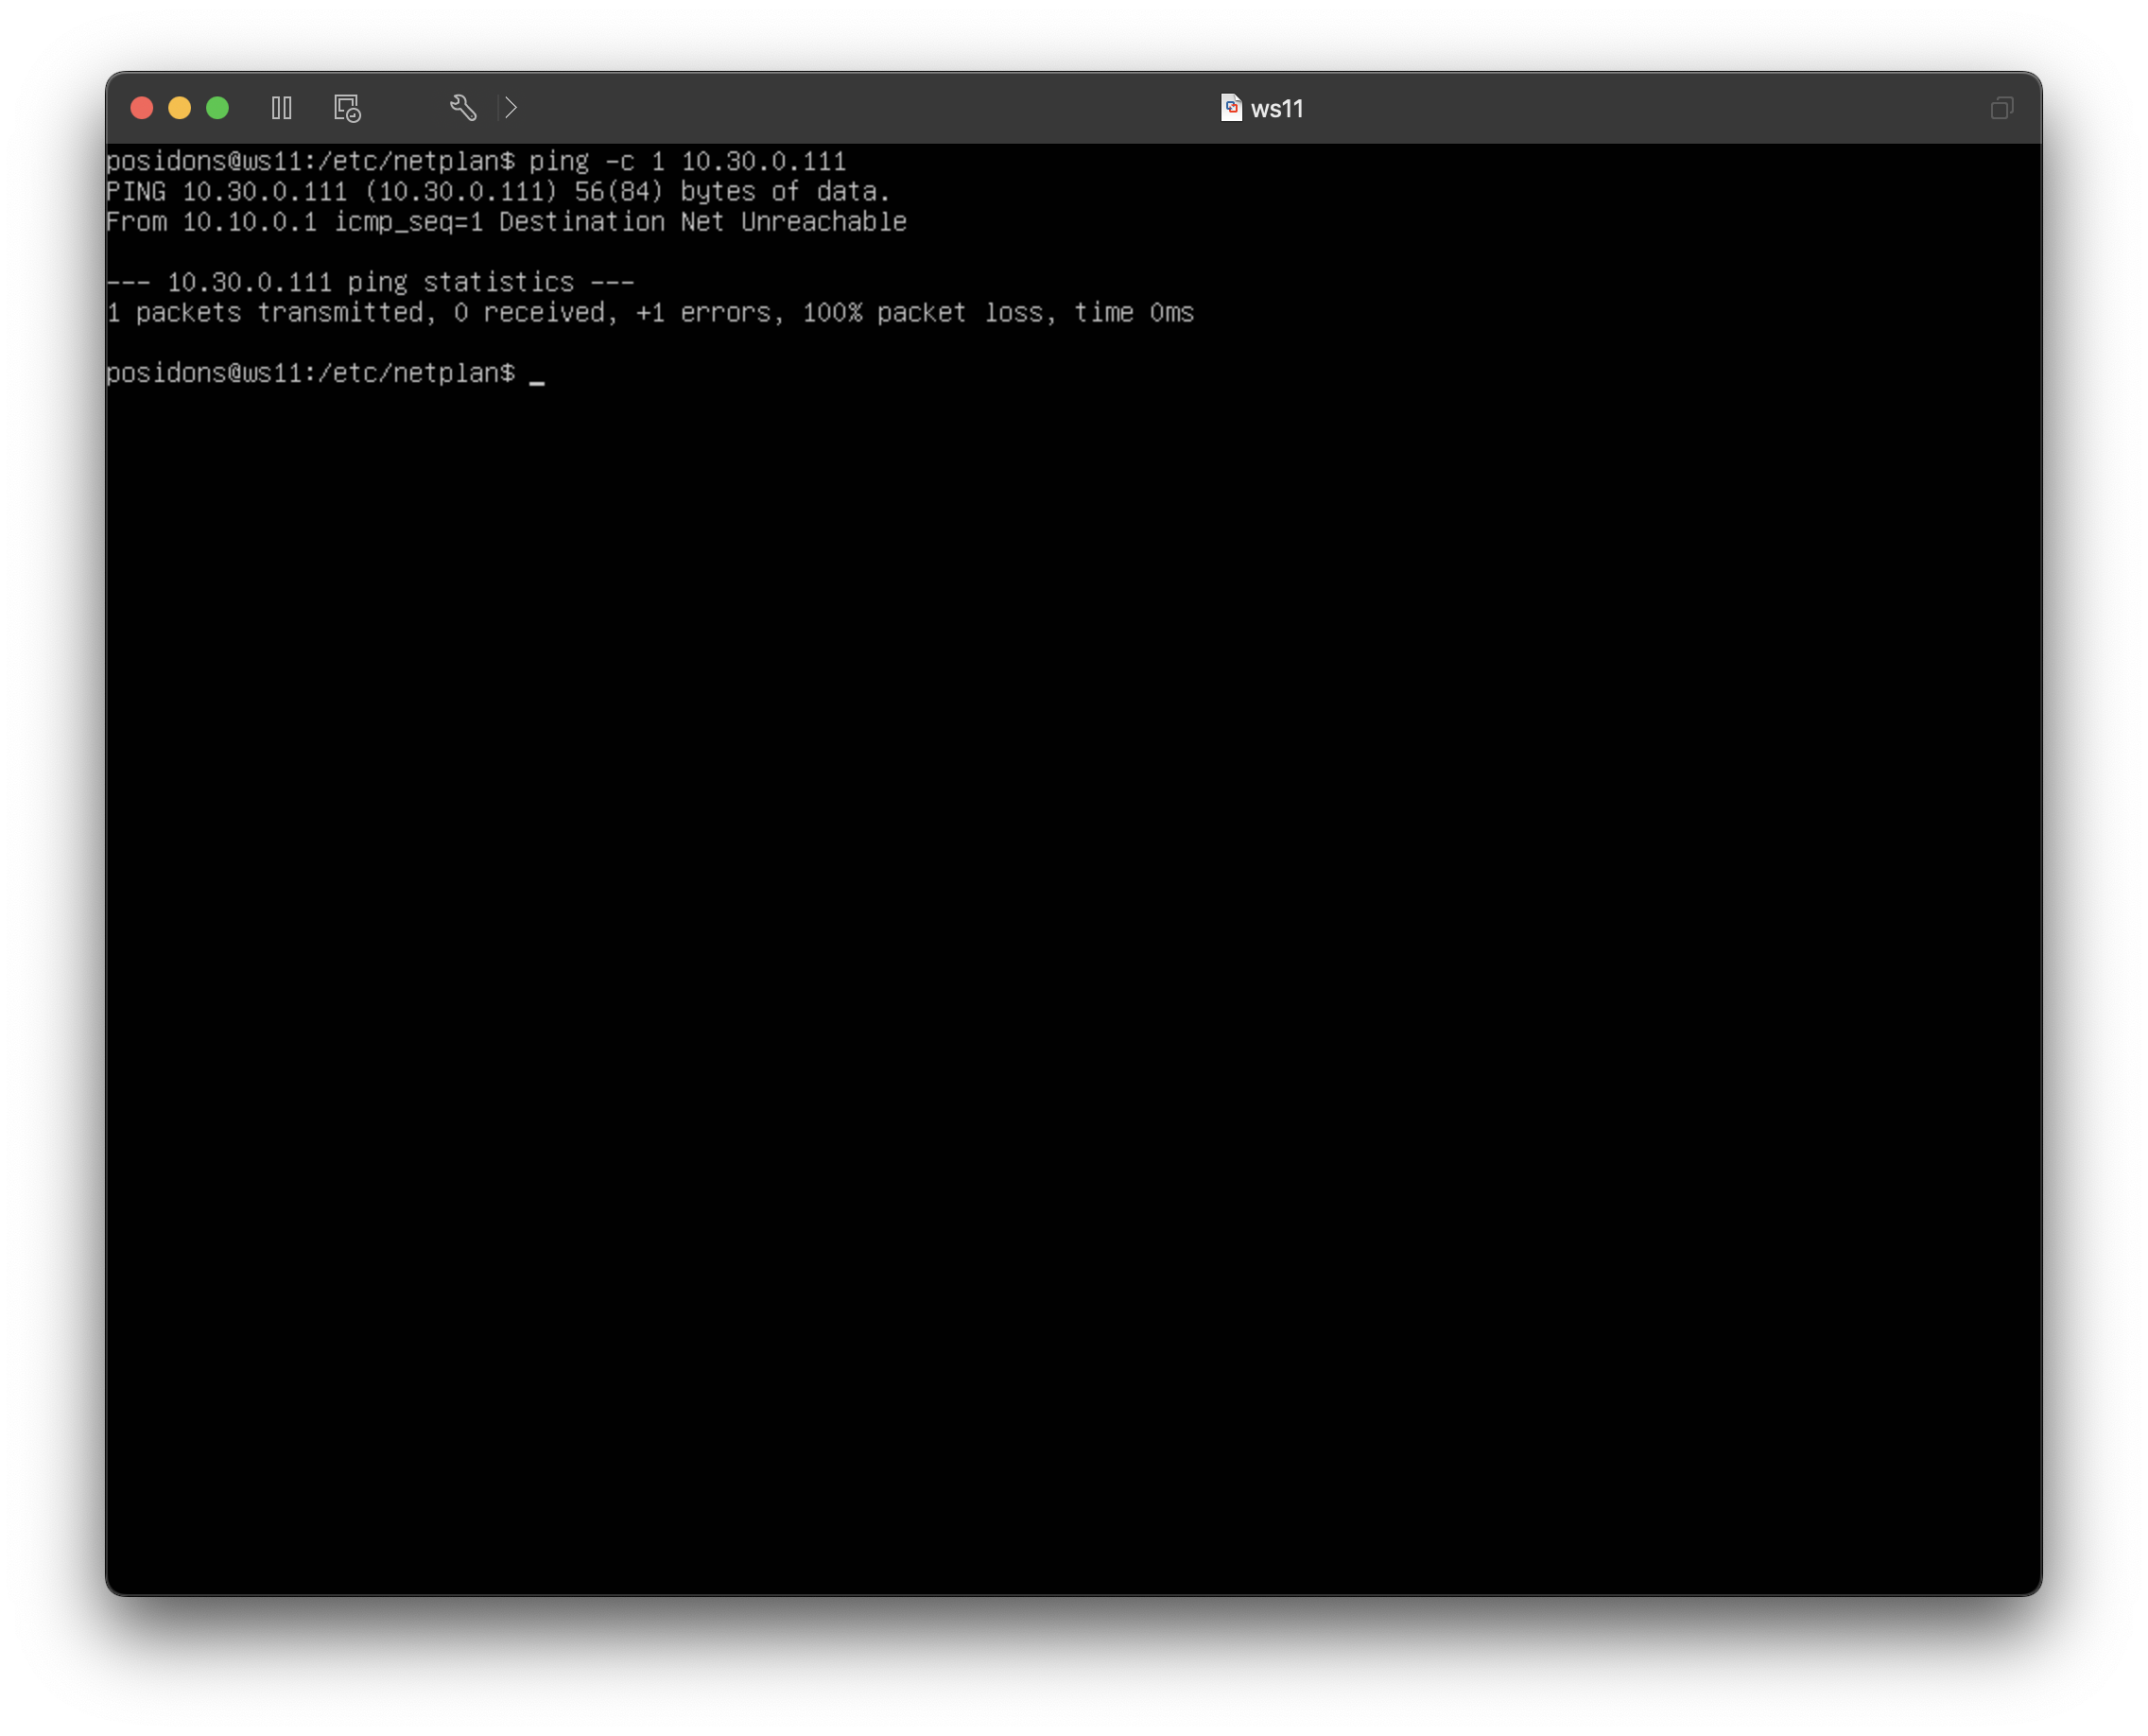 ws11
posidons@ws11:/etc/netplan$ ping -c 1 10.30.0.111
PING 10.30.0.111 (10.30.0.111) 56(84) bytes of data.
From 10.10.0.1 icmp_seq=1 Destination Net Unreachable
--- 10.30.0.111 ping statistics ---
1 packets transmitted, 0 received, +1 errors, 100% packet loss, time 0ms
posidons@ws11:/etc/netplan$ _